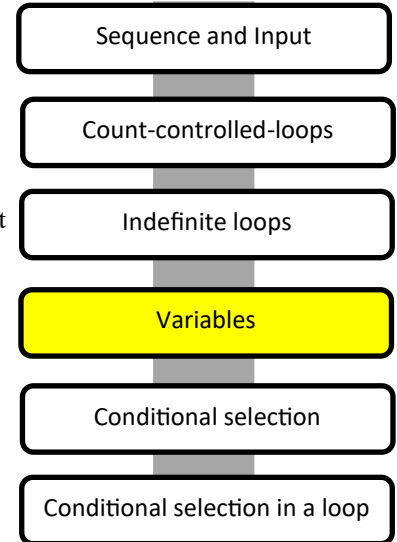 Sequence and Input
Count-controlled-loops
t
Indefinite loops
Variables
Conditional selection
Conditional selection in a loop